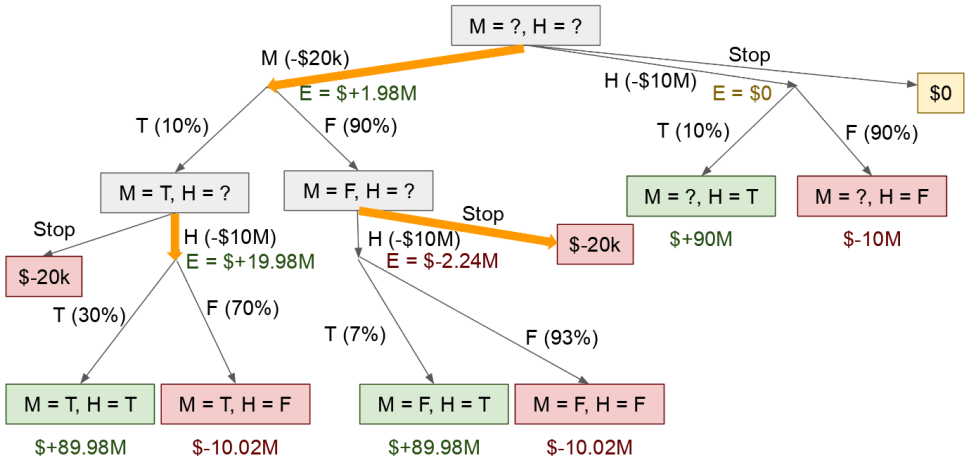 M = ?, H = ?
M (-$20k)
Stop
H (-$10M)
E = $+1.98M
E = $0
$0
T (10%)
F (90%)
T (10%)
F (90%)
M = T, H = ?
M = F, H = ?
M = ?, H = T
M = ?, H = F
Stop
Stop
$+90M
$-10M
H (-$10M)
H (-$10M)
$-20k
E = $+19.98M
E = $-2.24M
$-20k
T (30%)
F (70%)
T (7%)
F (93%)
M = T, H = T
M = T, H = F
M = F, H = T
M = F, H = F
$+89.98M
$-10.02M
$+89.98M
$-10.02M